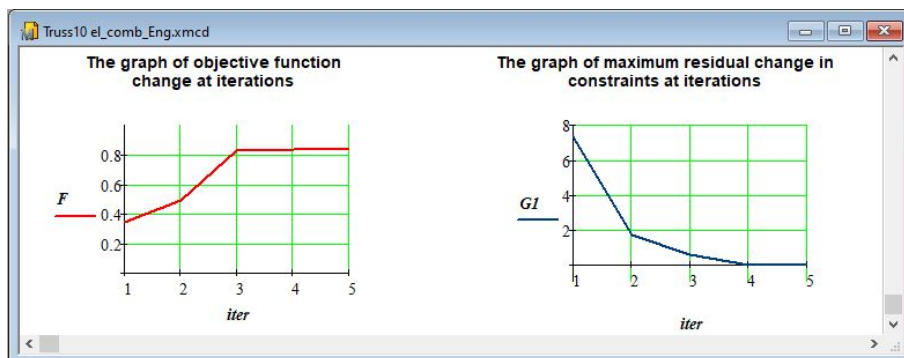 Truss10 el_comb_Eng.xmcd
The graph of objective function
change at iterations
0.8
0.6
F
0.4
0.2
1 2 3 4 5
iter
The graph of maximum residual change in
constraints at iterations
8
6
4
G1
2
1 2 3 4 5
iter